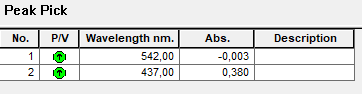 Peak Pick
No. P/V Wavelength nm. Abs. Description
1 542,00 -0,003
2 437,00 0,380